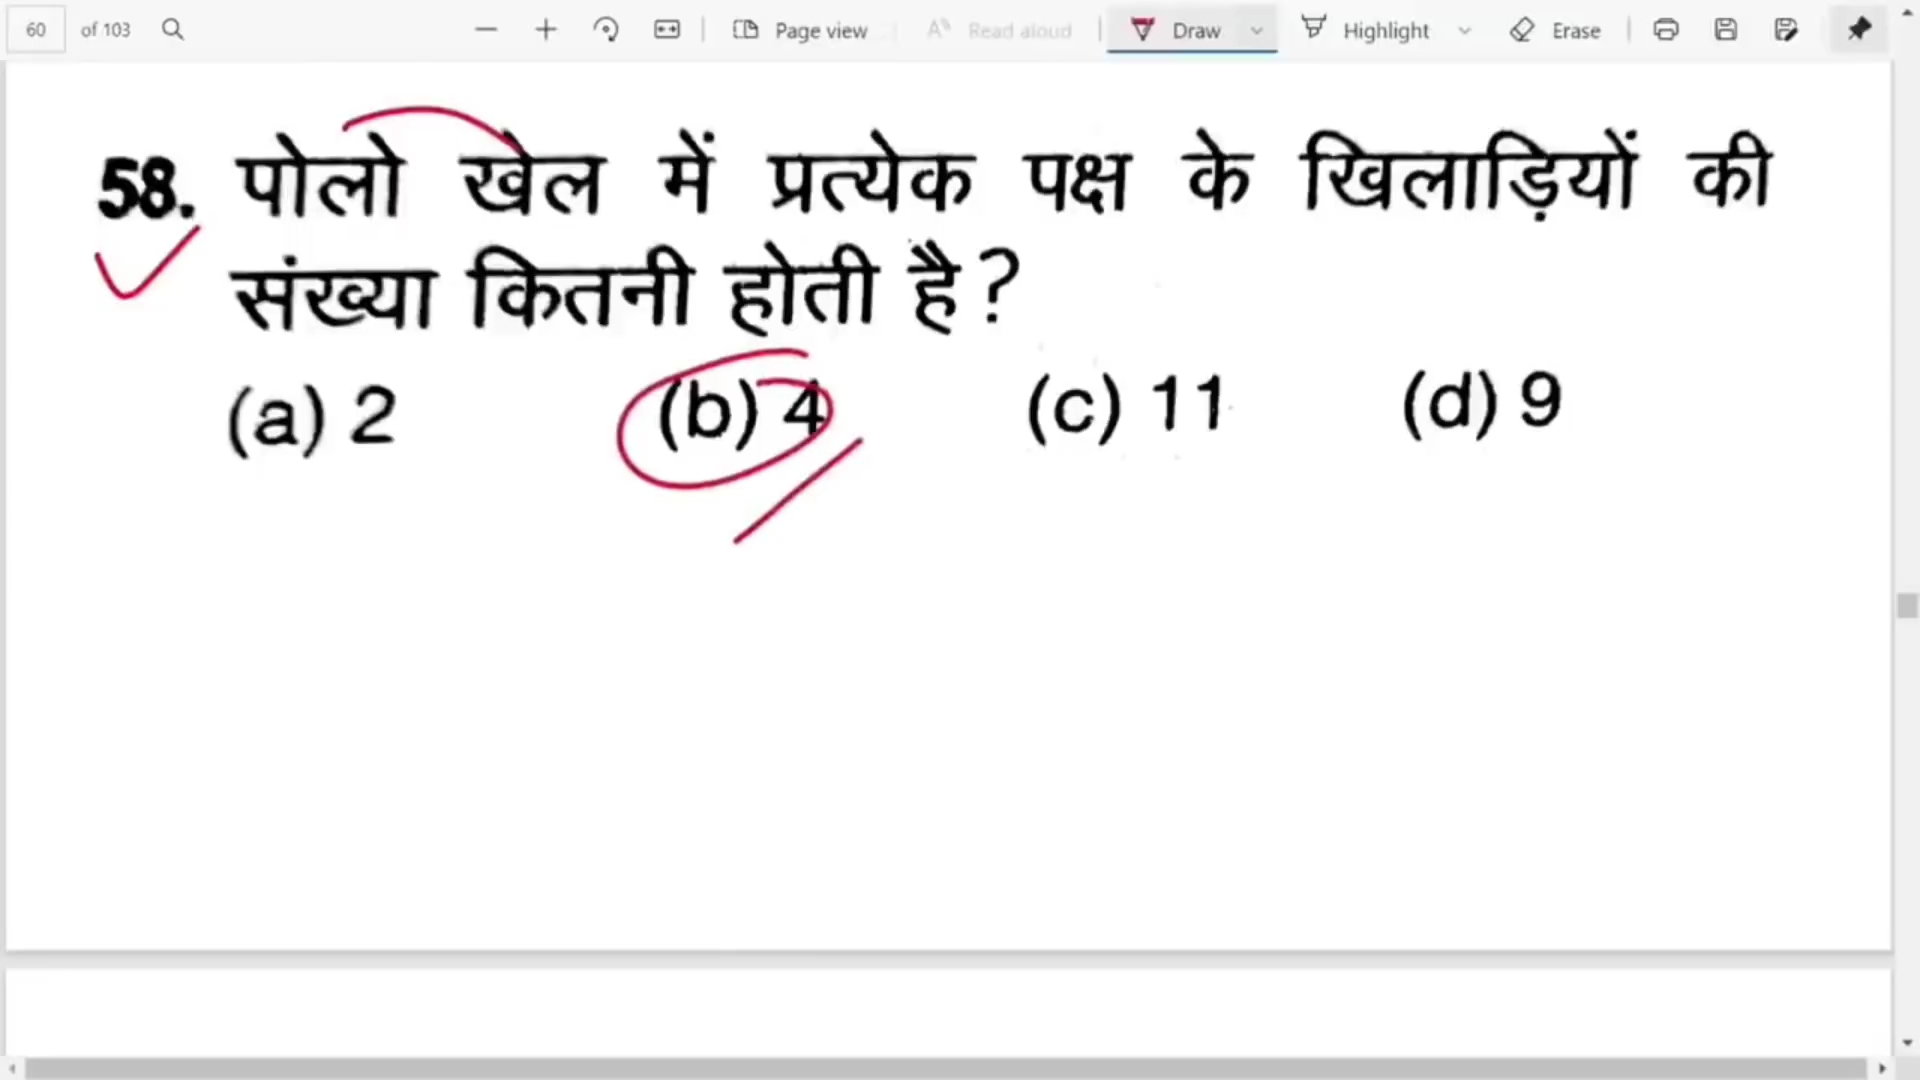 60 of 103 Page view Read aloud Draw Highlight Erase
58. पोलो खेल में प्रत्येक पक्ष के खिलाड़ियों की
संख्या कितनी होती है?
(a) 2 (b) 4 (c) 11 (d) 9